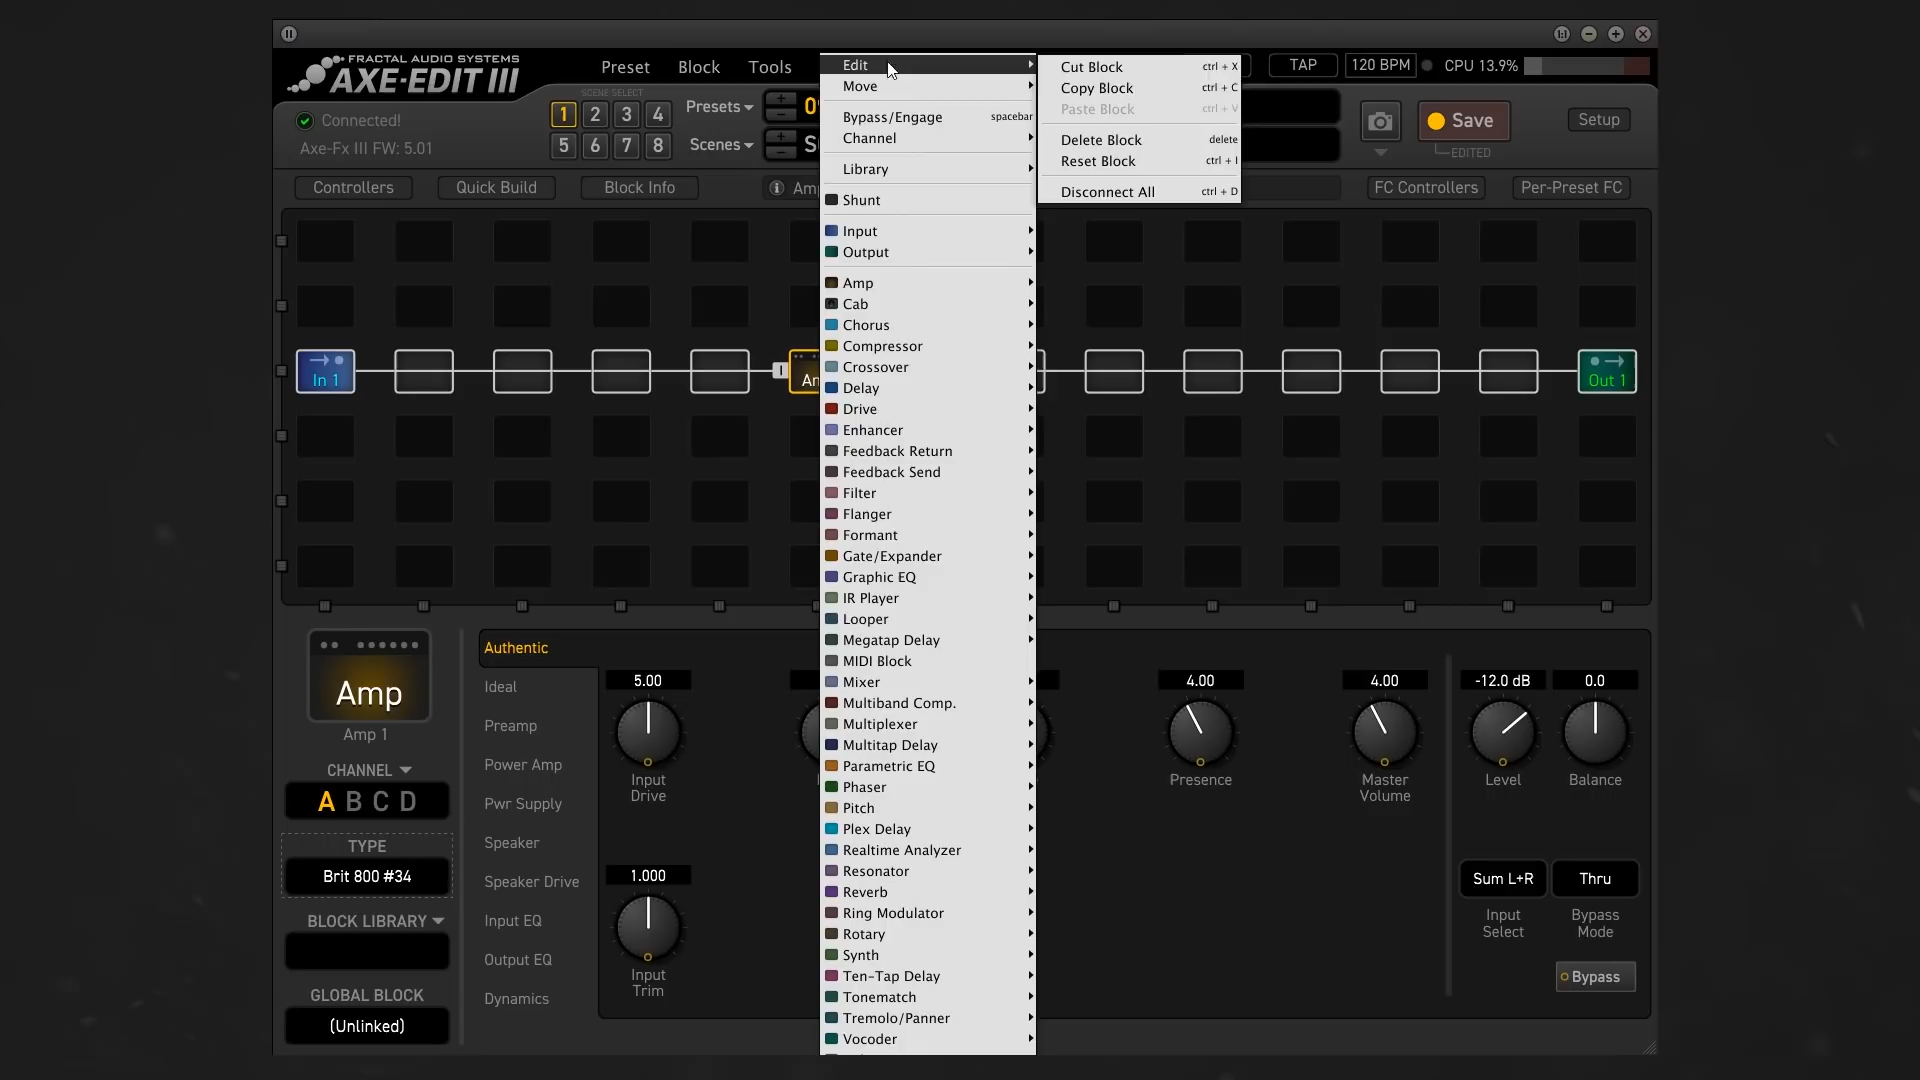 FRACTAL AUDIO SYSTEMS
AXE-EDIT III
Preset Block Tools
TAP 120 BPM CPU 13.9%
Connected!
Axe-Fx III FW: 5.01
SCENE SELECT
1 2 3 4
5 6 7 8
Presets
Scenes
Save
EDITED
Setup
Controllers Quick Build Block Info
FC Controllers Per-Preset FC
Edit
Move
Bypass/Engage spacebar
Channel
Library
Shunt
Input
Output
Amp
Cab
Chorus
Compressor
Crossover
Delay
Drive
Enhancer
Feedback Return
Feedback Send
Filter
Flanger
Formant
Gate/Expander
Graphic EQ
IR Player
Looper
Megatap Delay
MIDI Block
Mixer
Multiband Comp.
Multiplexer
Multitap Delay
Parametric EQ
Phaser
Pitch
Plex Delay
Realtime Analyzer
Resonator
Reverb
Ring Modulator
Rotary
Synth
Ten-Tap Delay
Tonematch
Tremolo/Panner
Vocoder
Cut Block ctrl + X
Copy Block ctrl + C
Paste Block ctrl + V
Delete Block delete
Reset Block ctrl + I
Disconnect All ctrl + D
In 1
Out 1
Amp
Amp 1
CHANNEL
A B C D
TYPE
Brit 800 #34
BLOCK LIBRARY
GLOBAL BLOCK
(Unlinked)
Authentic
Ideal
Preamp
Power Amp
Pwr Supply
Speaker
Speaker Drive
Input EQ
Output EQ
Dynamics
5.00
Input
Drive
1.000
Input
Trim
4.00
Presence
4.00
Master
Volume
-12.0 dB
Level
0.0
Balance
Sum L+R
Input
Select
Thru
Bypass
Mode
Bypass